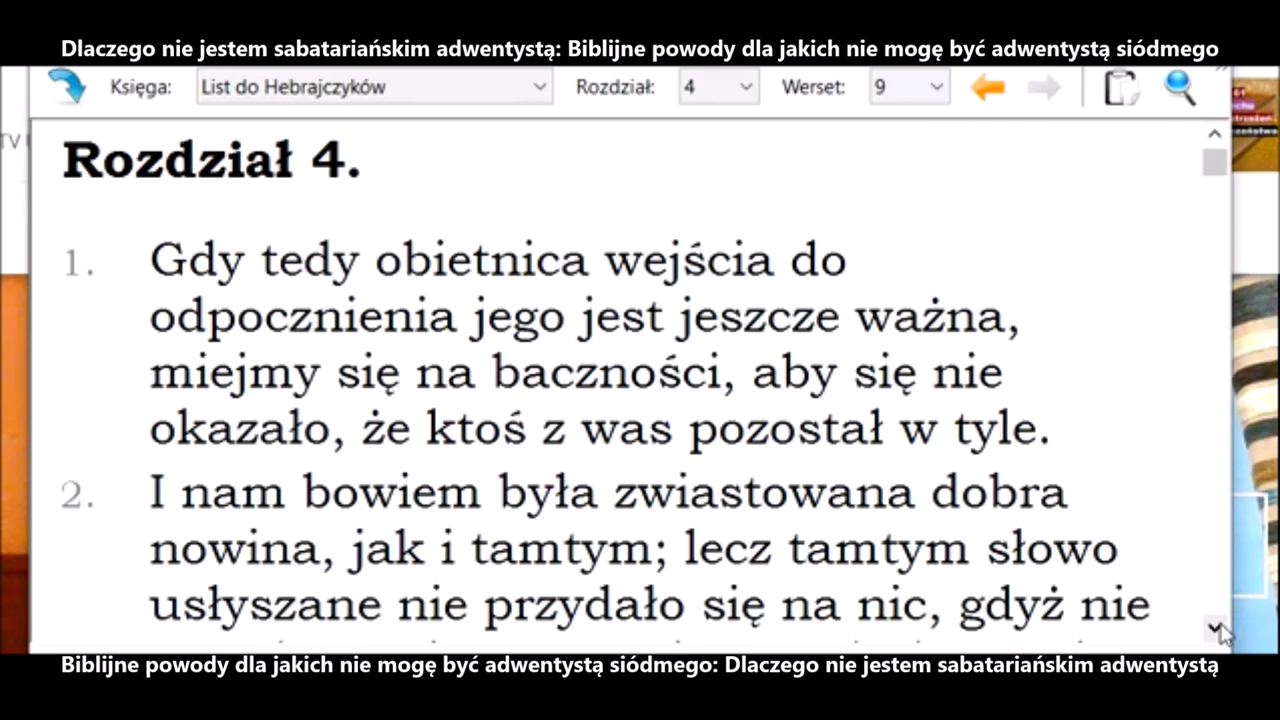 Dlaczego nie jestem sabatariańskim adwentystą: Biblijne powody dla jakich nie mogę być adwentystą siódmego
Księga: List do Hebrajczyków Rozdział: 4 Werset: 9
TV
Rozdział 4.
1. Gdy tedy obietnica wejścia do
odpocznienia jego jest jeszcze ważna,
miejmy się na baczności, aby się nie
okazało, że ktoś z was pozostał w tyle.
2. I nam bowiem była zwiastowana dobra
nowina, jak i tamtym; lecz tamtym słowo
usłyszane nie przydało się na nic, gdyż nie
Biblijne powody dla jakich nie mogę być adwentystą siódmego: Dlaczego nie jestem sabatariańskim adwentystą